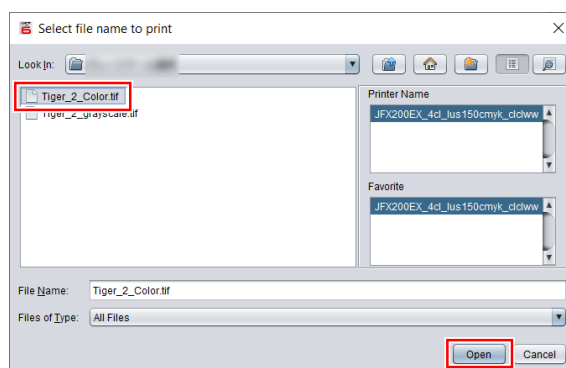 Select file name to print
Look In:
Tiger_2_Color.tif
Tiger_2_grayscale.tif
Printer Name
JFX200EX_4cl_lus150cmyk_clclww
Favorite
JFX200EX_4cl_lus150cmyk_clclww
File Name: Tiger_2_Color.tif
Files of Type: All Files
Open Cancel